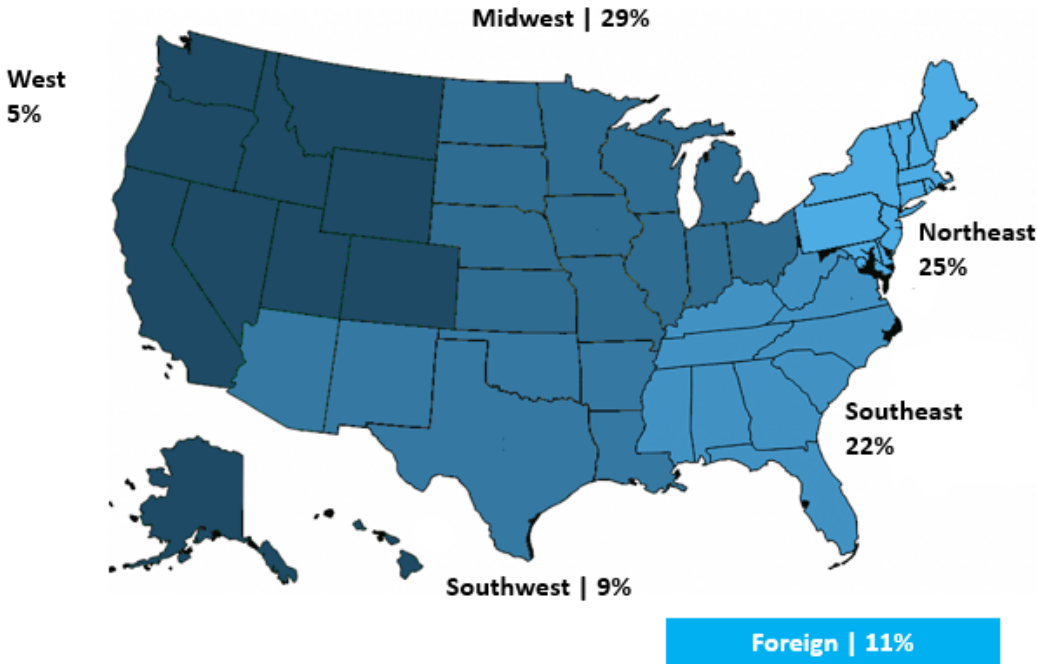 Midwest | 29%
West
5%
Northeast
25%
Southeast
22%
Southwest | 9%
Foreign | 11%